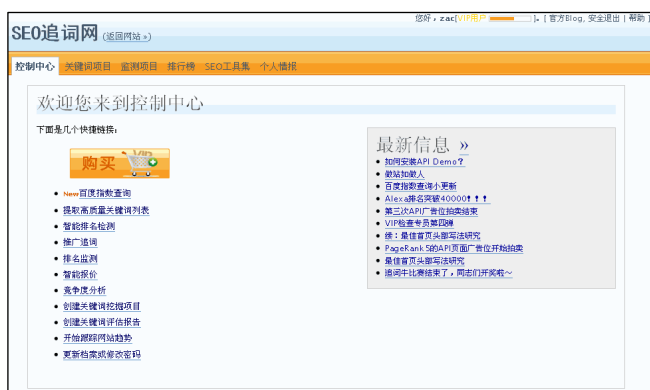 您好，zac[VIP用户 ]。[ 官方Blog, 安全退出 | 帮助 ]
SEO追词网 (返回网站 »)
控制中心 关键词项目 监测项目 排行榜 SEO工具集 个人情报
欢迎您来到控制中心
下面是几个快捷链接：
VIP
购买
New百度指数查询
提取高质量关键词列表
智能排名检测
推广追词
排名监测
智能报价
竞争度分析
创建关键词挖掘项目
创建关键词评估报告
开始跟踪网站趋势
更新档案或修改密码
最新信息 »
如何安装API Demo？
做站如做人
百度指数查询小更新
Alexa排名突破40000！！！
第三次API广告位拍卖结束
VIP检查专员第四弹
续：最佳首页头部写法研究
PageRank 5的API页面广告位开始拍卖
最佳首页头部写法研究
追词牛比赛结束了，同志们开奖啦～